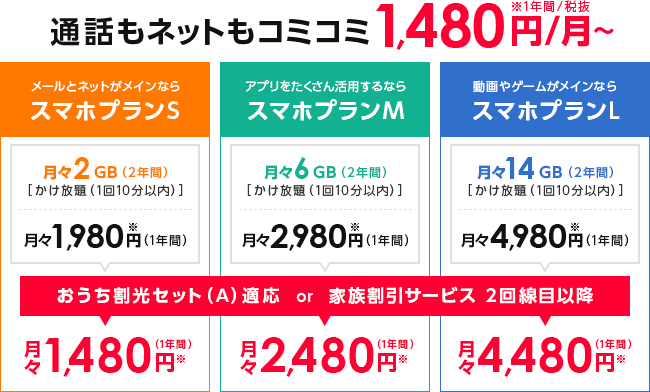 通話もネットもコミコミ1,480円/月～
※1年間/税抜
メールとネットがメインなら
スマホプランS
月々2GB（2年間）
［かけ放題（1回10分以内）］
月々1,980円※（1年間）
アプリをたくさん活用するなら
スマホプランM
月々6GB（2年間）
［かけ放題（1回10分以内）］
月々2,980円※（1年間）
動画やゲームがメインなら
スマホプランL
月々14GB（2年間）
［かけ放題（1回10分以内）］
月々4,980円※（1年間）
おうち割光セット（A）適応 or 家族割引サービス 2回線目以降
月々1,480円※（1年間）
月々2,480円※（1年間）
月々4,480円※（1年間）